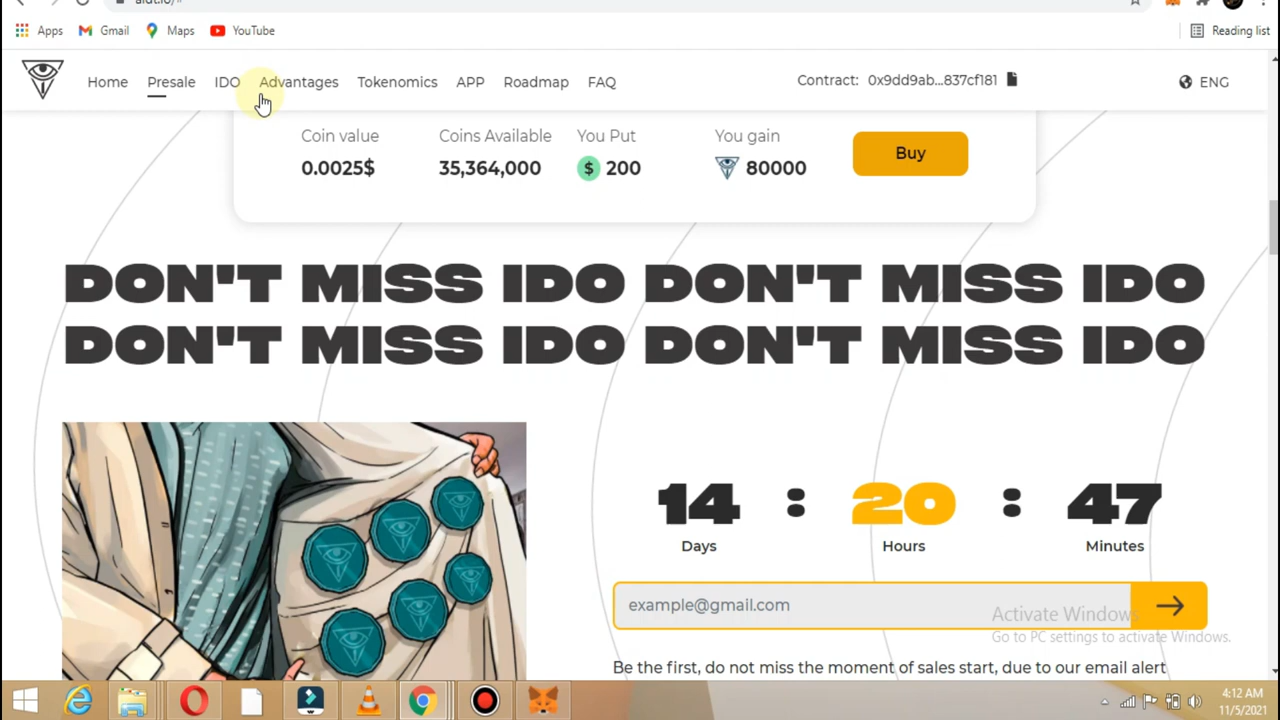 Apps Gmail Maps YouTube Reading list
Home Presale IDO Advantages Tokenomics APP Roadmap FAQ Contract: 0x9dd9ab...837cf181 ENG
Coin value Coins Available You Put You gain
0.0025$ 35,364,000 $ 200 80000 Buy
DON'T MISS IDO DON'T MISS IDO
DON'T MISS IDO DON'T MISS IDO
14 : 20 : 47
Days Hours Minutes
example@gmail.com
Activate Windows
Go to PC settings to activate Windows.
Be the first, do not miss the moment of sales start, due to our email alert
4:12 AM
11/5/2021